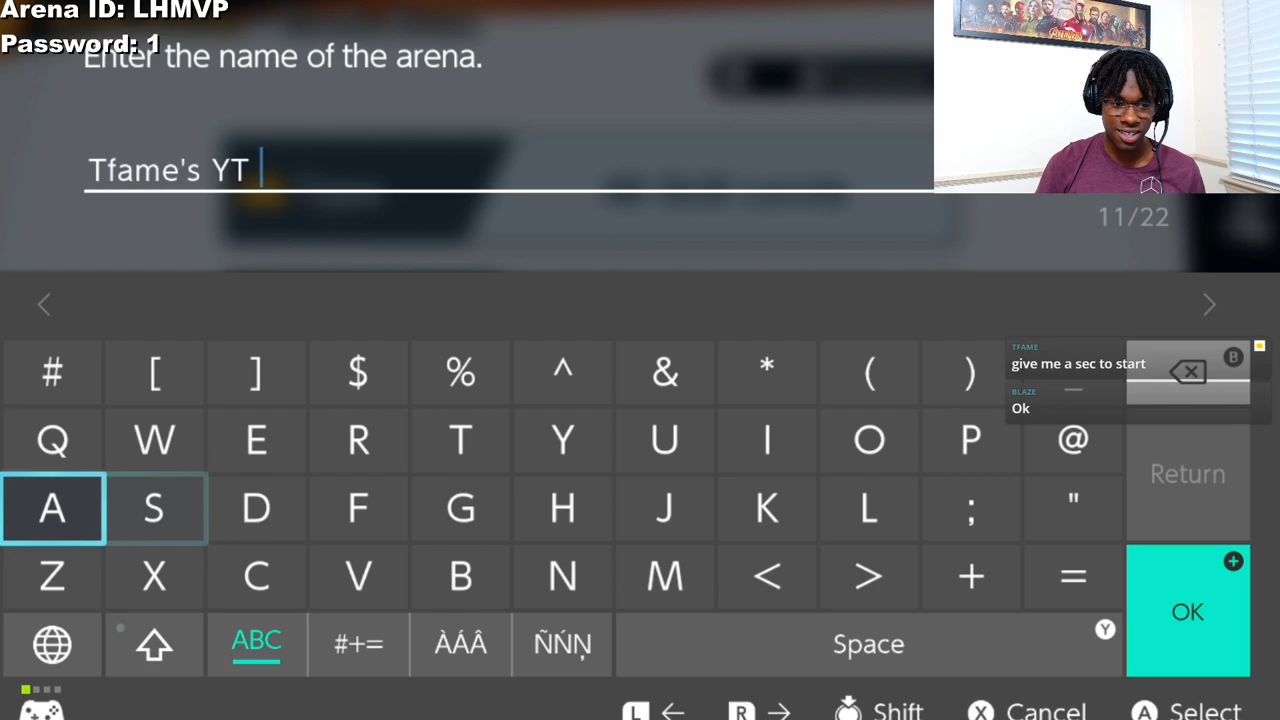 Arena ID: LHMVP
Password: 1
Enter the name of the arena.
AVENGERS
Tfame's YT
11/22
TFAME
give me a sec to start
BLAZE
Ok
# [ ] $ % ^ & * ( ) _ B
Q W E R T Y U I O P @
Return
A S D F G H J K L ; "
Z X C V B N M < > + =
+ OK
ABC #+= ÀÁÂ ÑŃŅ Space Y
L ← R → Shift X Cancel A Select